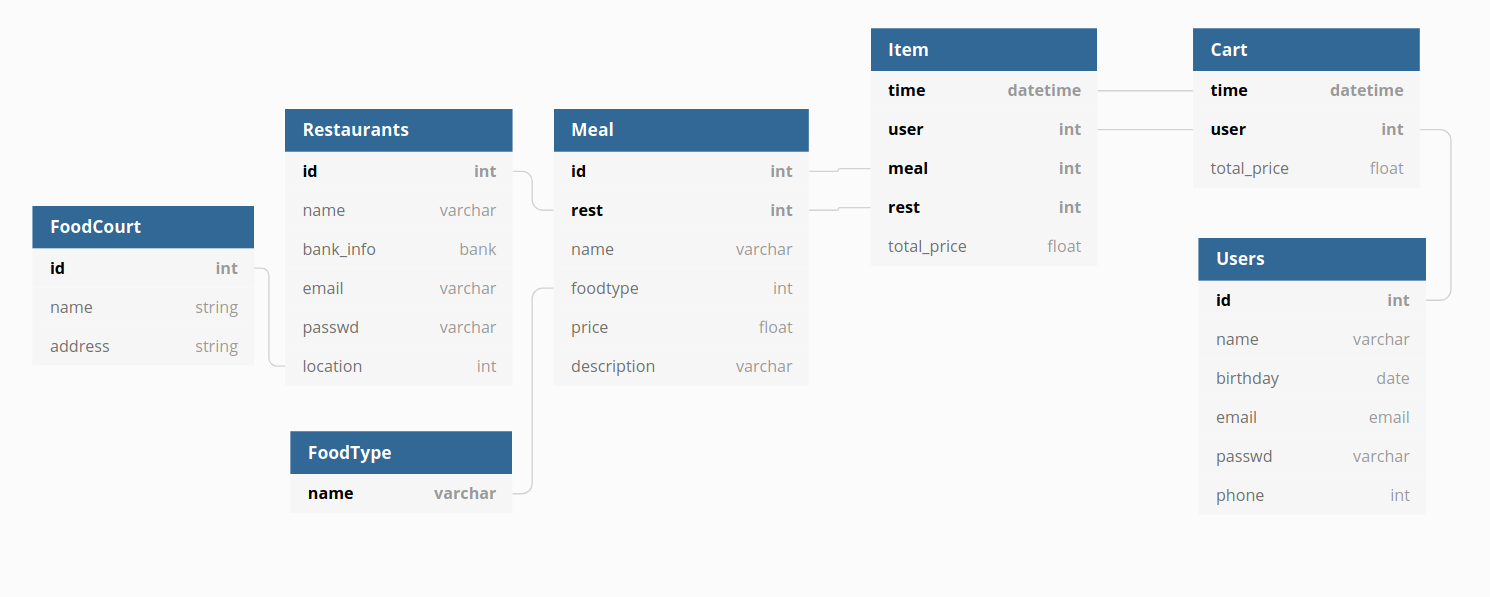 FoodCourt
id int
name string
address string
Restaurants
id int
name varchar
bank_info bank
email varchar
passwd varchar
location int
FoodType
name varchar
Meal
id int
rest int
name varchar
foodtype int
price float
description varchar
Item
time datetime
user int
meal int
rest int
total_price float
Cart
time datetime
user int
total_price float
Users
id int
name varchar
birthday date
email email
passwd varchar
phone int